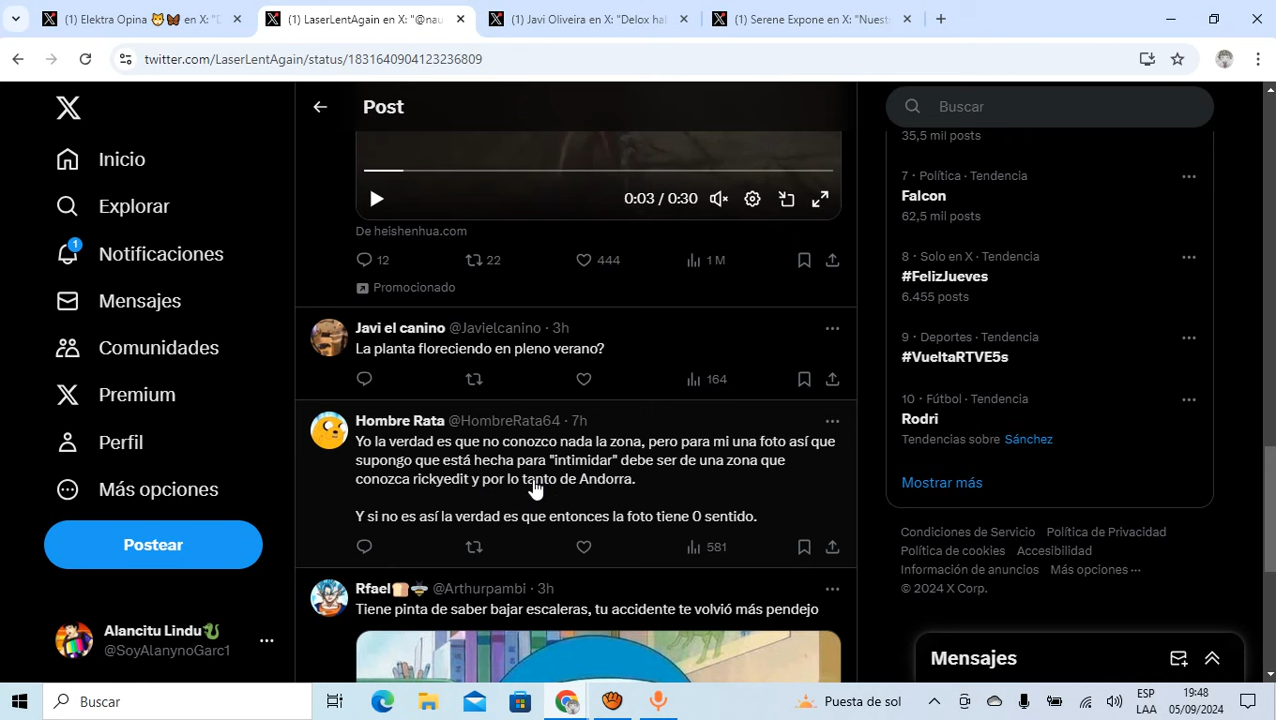 (1) Elektra Opina en X: "D
(1) LaserLentAgain en X: "@nau
(1) Javi Oliveira en X: "Delox hal
(1) Serene Expone en X: "Nuest
twitter.com/LaserLentAgain/status/1831640904123236809
Post
Buscar
Inicio
Explorar
1
Notificaciones
Mensajes
Comunidades
Premium
Perfil
Más opciones
Postear
Alancitu Lindu
@SoyAlanynoGarc1
0:03 / 0:30
De heishenhua.com
12
22
444
1 M
Promocionado
Javi el canino @Javielcanino · 3h
La planta floreciendo en pleno verano?
164
Hombre Rata @HombreRata64 · 7h
Yo la verdad es que no conozco nada la zona, pero para mi una foto así que
supongo que está hecha para "intimidar" debe ser de una zona que
conozca rickyedit y por lo tanto de Andorra.
Y si no es así la verdad es que entonces la foto tiene 0 sentido.
581
Rfael @Arthurpambi · 3h
Tiene pinta de saber bajar escaleras, tu accidente te volvió más pendejo
35,5 mil posts
7 · Política · Tendencia
Falcon
62,5 mil posts
8 · Solo en X · Tendencia
#FelizJueves
6.455 posts
9 · Deportes · Tendencia
#VueltaRTVE5s
10 · Fútbol · Tendencia
Rodri
Tendencias sobre Sánchez
Mostrar más
Condiciones de Servicio Política de Privacidad
Política de cookies Accesibilidad
Información de anuncios Más opciones ···
© 2024 X Corp.
Mensajes
Buscar
Puesta de sol
ESP
LAA
19:48
05/09/2024